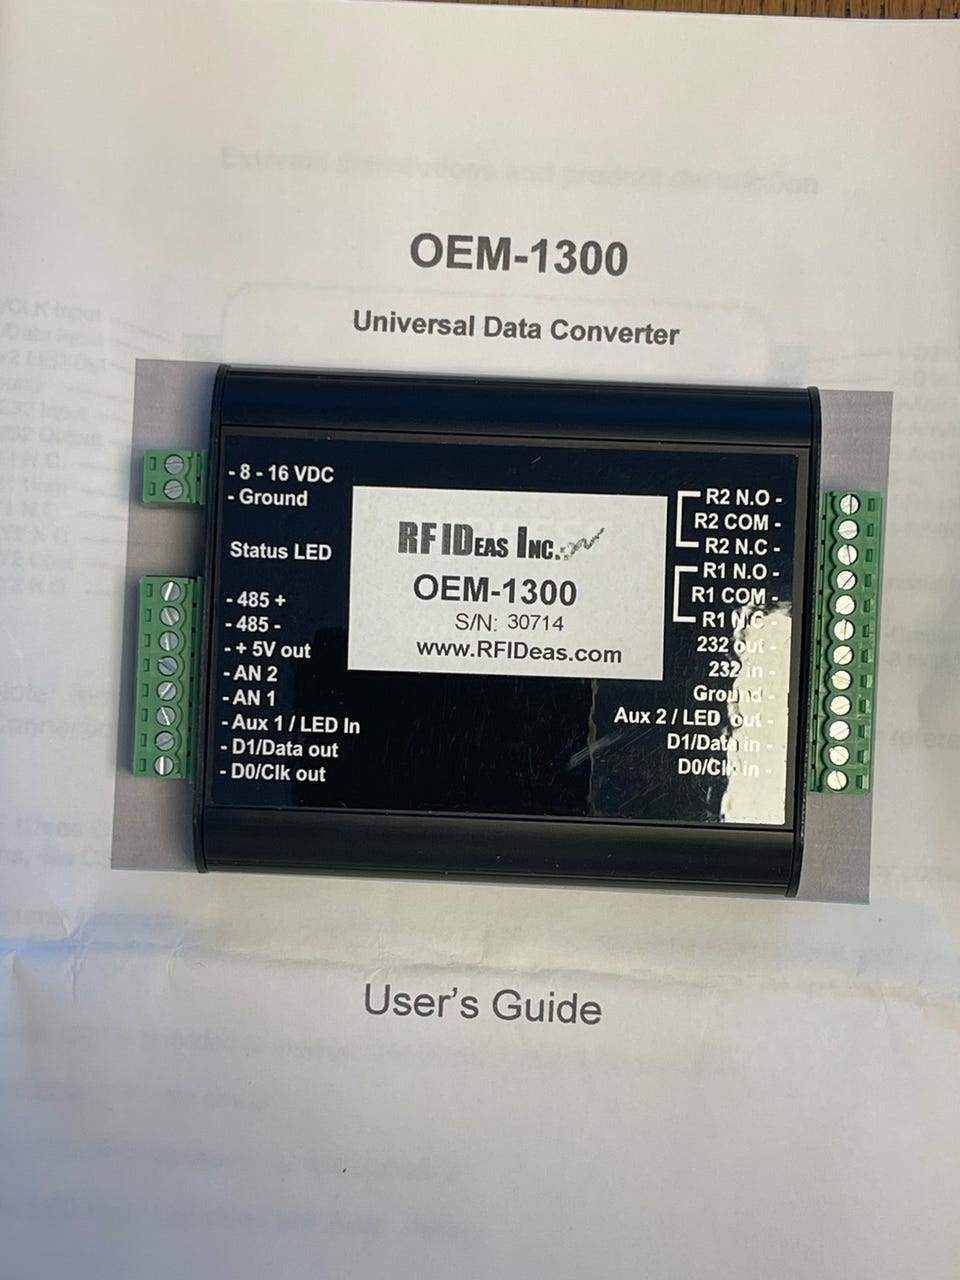 OEM-1300
Universal Data Converter
- 8 - 16 VDC
- Ground
Status LED
- 485 +
- 485 -
- + 5V out
- AN 2
- AN 1
- Aux 1 / LED In
- D1/Data out
- D0/Clk out
RF IDEAS INC.
OEM-1300
S/N: 30714
www.RFIDeas.com
R2 N.O -
R2 COM -
R2 N.C -
R1 N.O -
R1 COM -
R1 N.C -
232 out -
232 in -
Ground -
Aux 2 / LED out -
D1/Data in -
D0/Clk in -
User's Guide